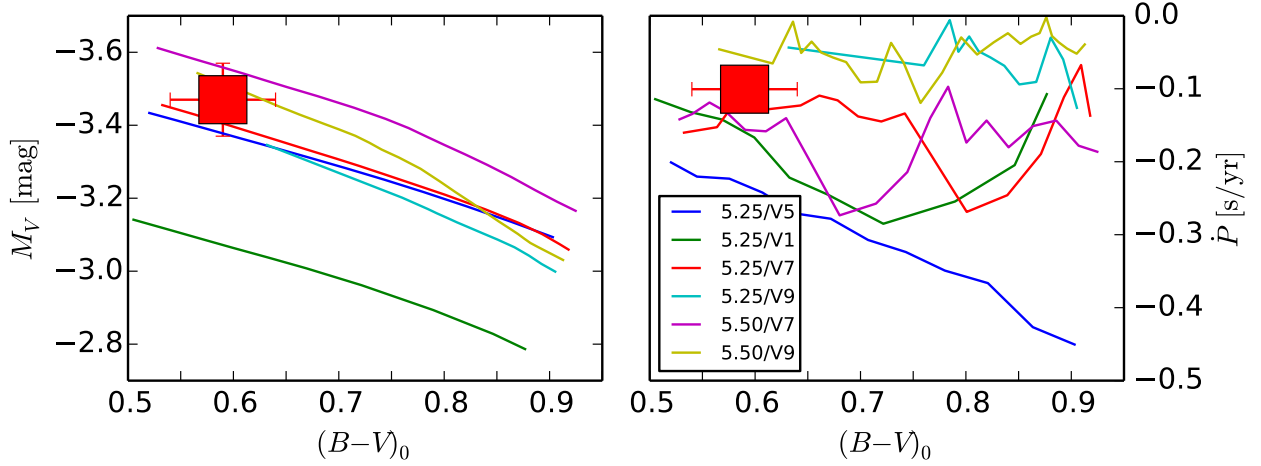 −3.6
−3.4
−3.2
−3.0
−2.8
M_V [mag]
0.5 0.6 0.7 0.8 0.9
(B−V)_0
5.25/V5
5.25/V1
5.25/V7
5.25/V9
5.50/V7
5.50/V9
0.5 0.6 0.7 0.8 0.9
(B−V)_0
0.0
−0.1
−0.2
−0.3
−0.4
−0.5
Ṗ [s/yr]